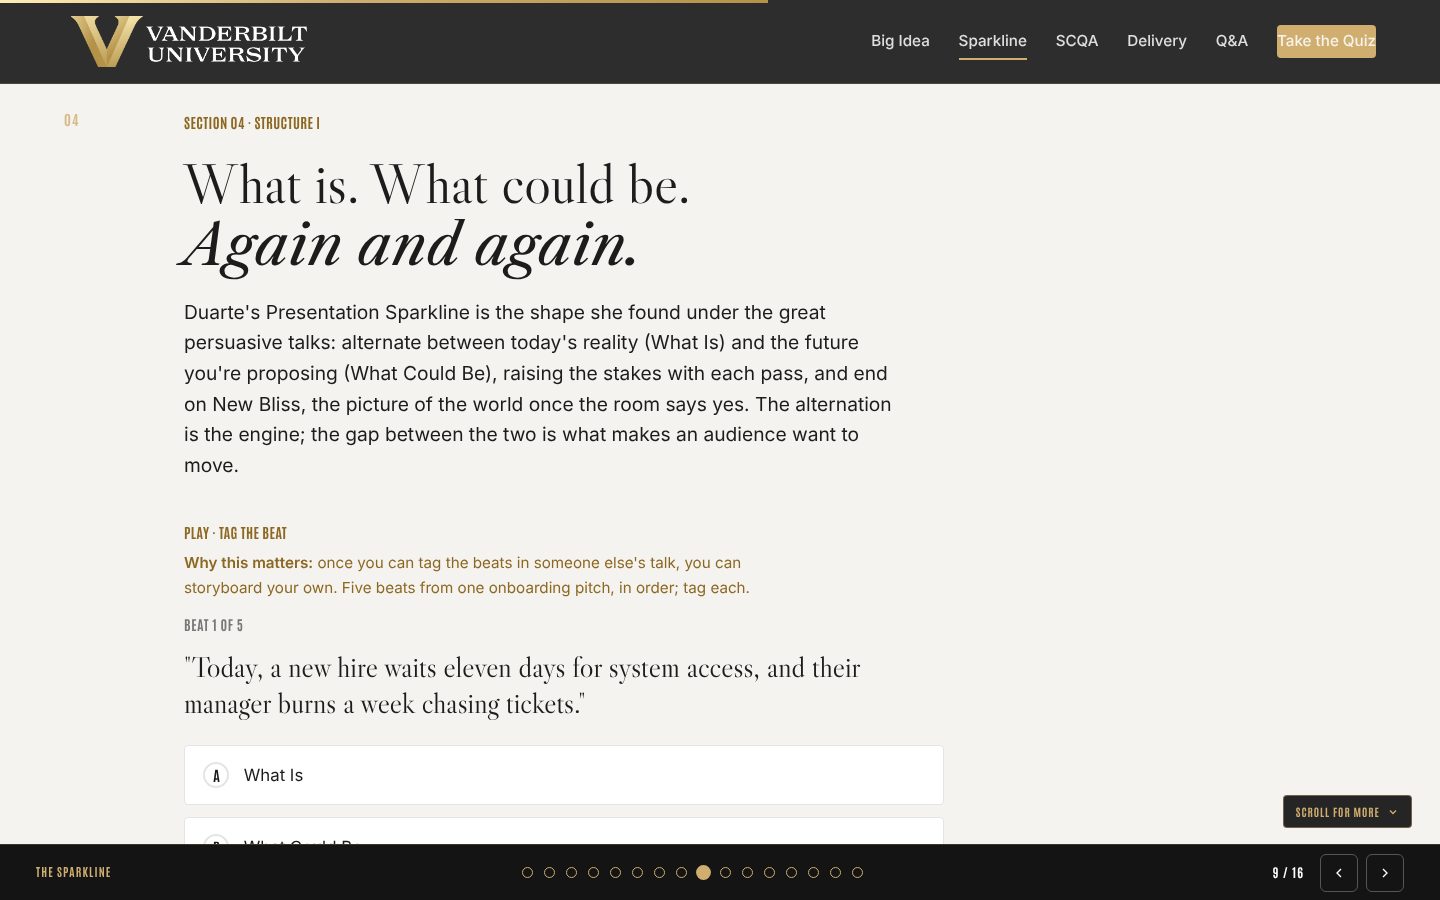 VANDERBILT
UNIVERSITY
Big Idea
Sparkline
SCQA
Delivery
Q&A
Take the Quiz
04
SECTION 04 · STRUCTURE I
What is. What could be.
Again and again.
Duarte's Presentation Sparkline is the shape she found under the great
persuasive talks: alternate between today's reality (What Is) and the future
you're proposing (What Could Be), raising the stakes with each pass, and end
on New Bliss, the picture of the world once the room says yes. The alternation
is the engine; the gap between the two is what makes an audience want to
move.
PLAY · TAG THE BEAT
Why this matters: once you can tag the beats in someone else's talk, you can
storyboard your own. Five beats from one onboarding pitch, in order; tag each.
BEAT 1 OF 5
"Today, a new hire waits eleven days for system access, and their
manager burns a week chasing tickets."
A What Is
B What Could Be
SCROLL FOR MORE
THE SPARKLINE
9 / 16